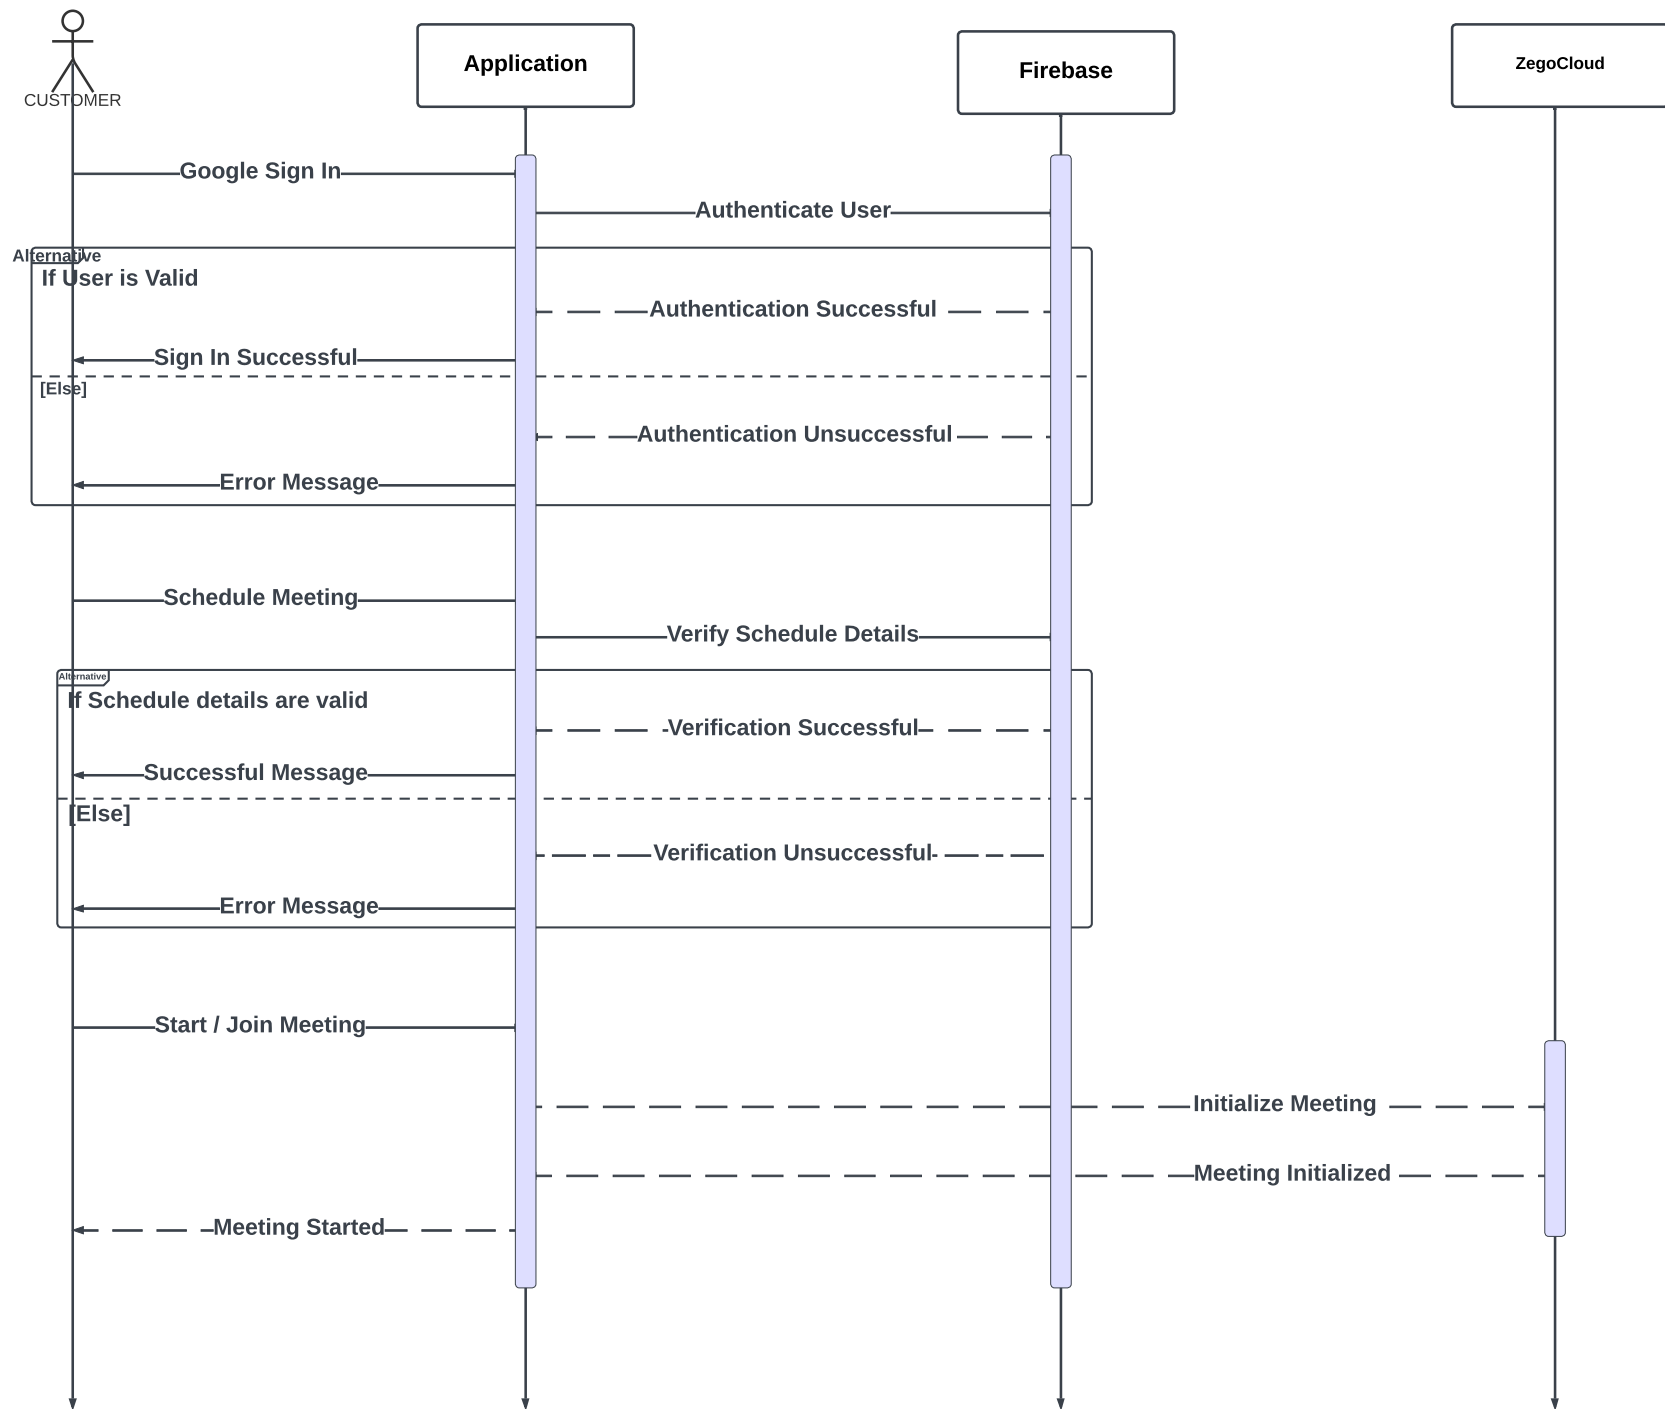 CUSTOMER
Application
Firebase
ZegoCloud
Google Sign In
Authenticate User
Alternative
If User is Valid
Authentication Successful
Sign In Successful
[Else]
Authentication Unsuccessful
Error Message
Schedule Meeting
Verify Schedule Details
Alternative
If Schedule details are valid
Verification Successful
Successful Message
[Else]
Verification Unsuccessful
Error Message
Start / Join Meeting
Initialize Meeting
Meeting Initialized
Meeting Started